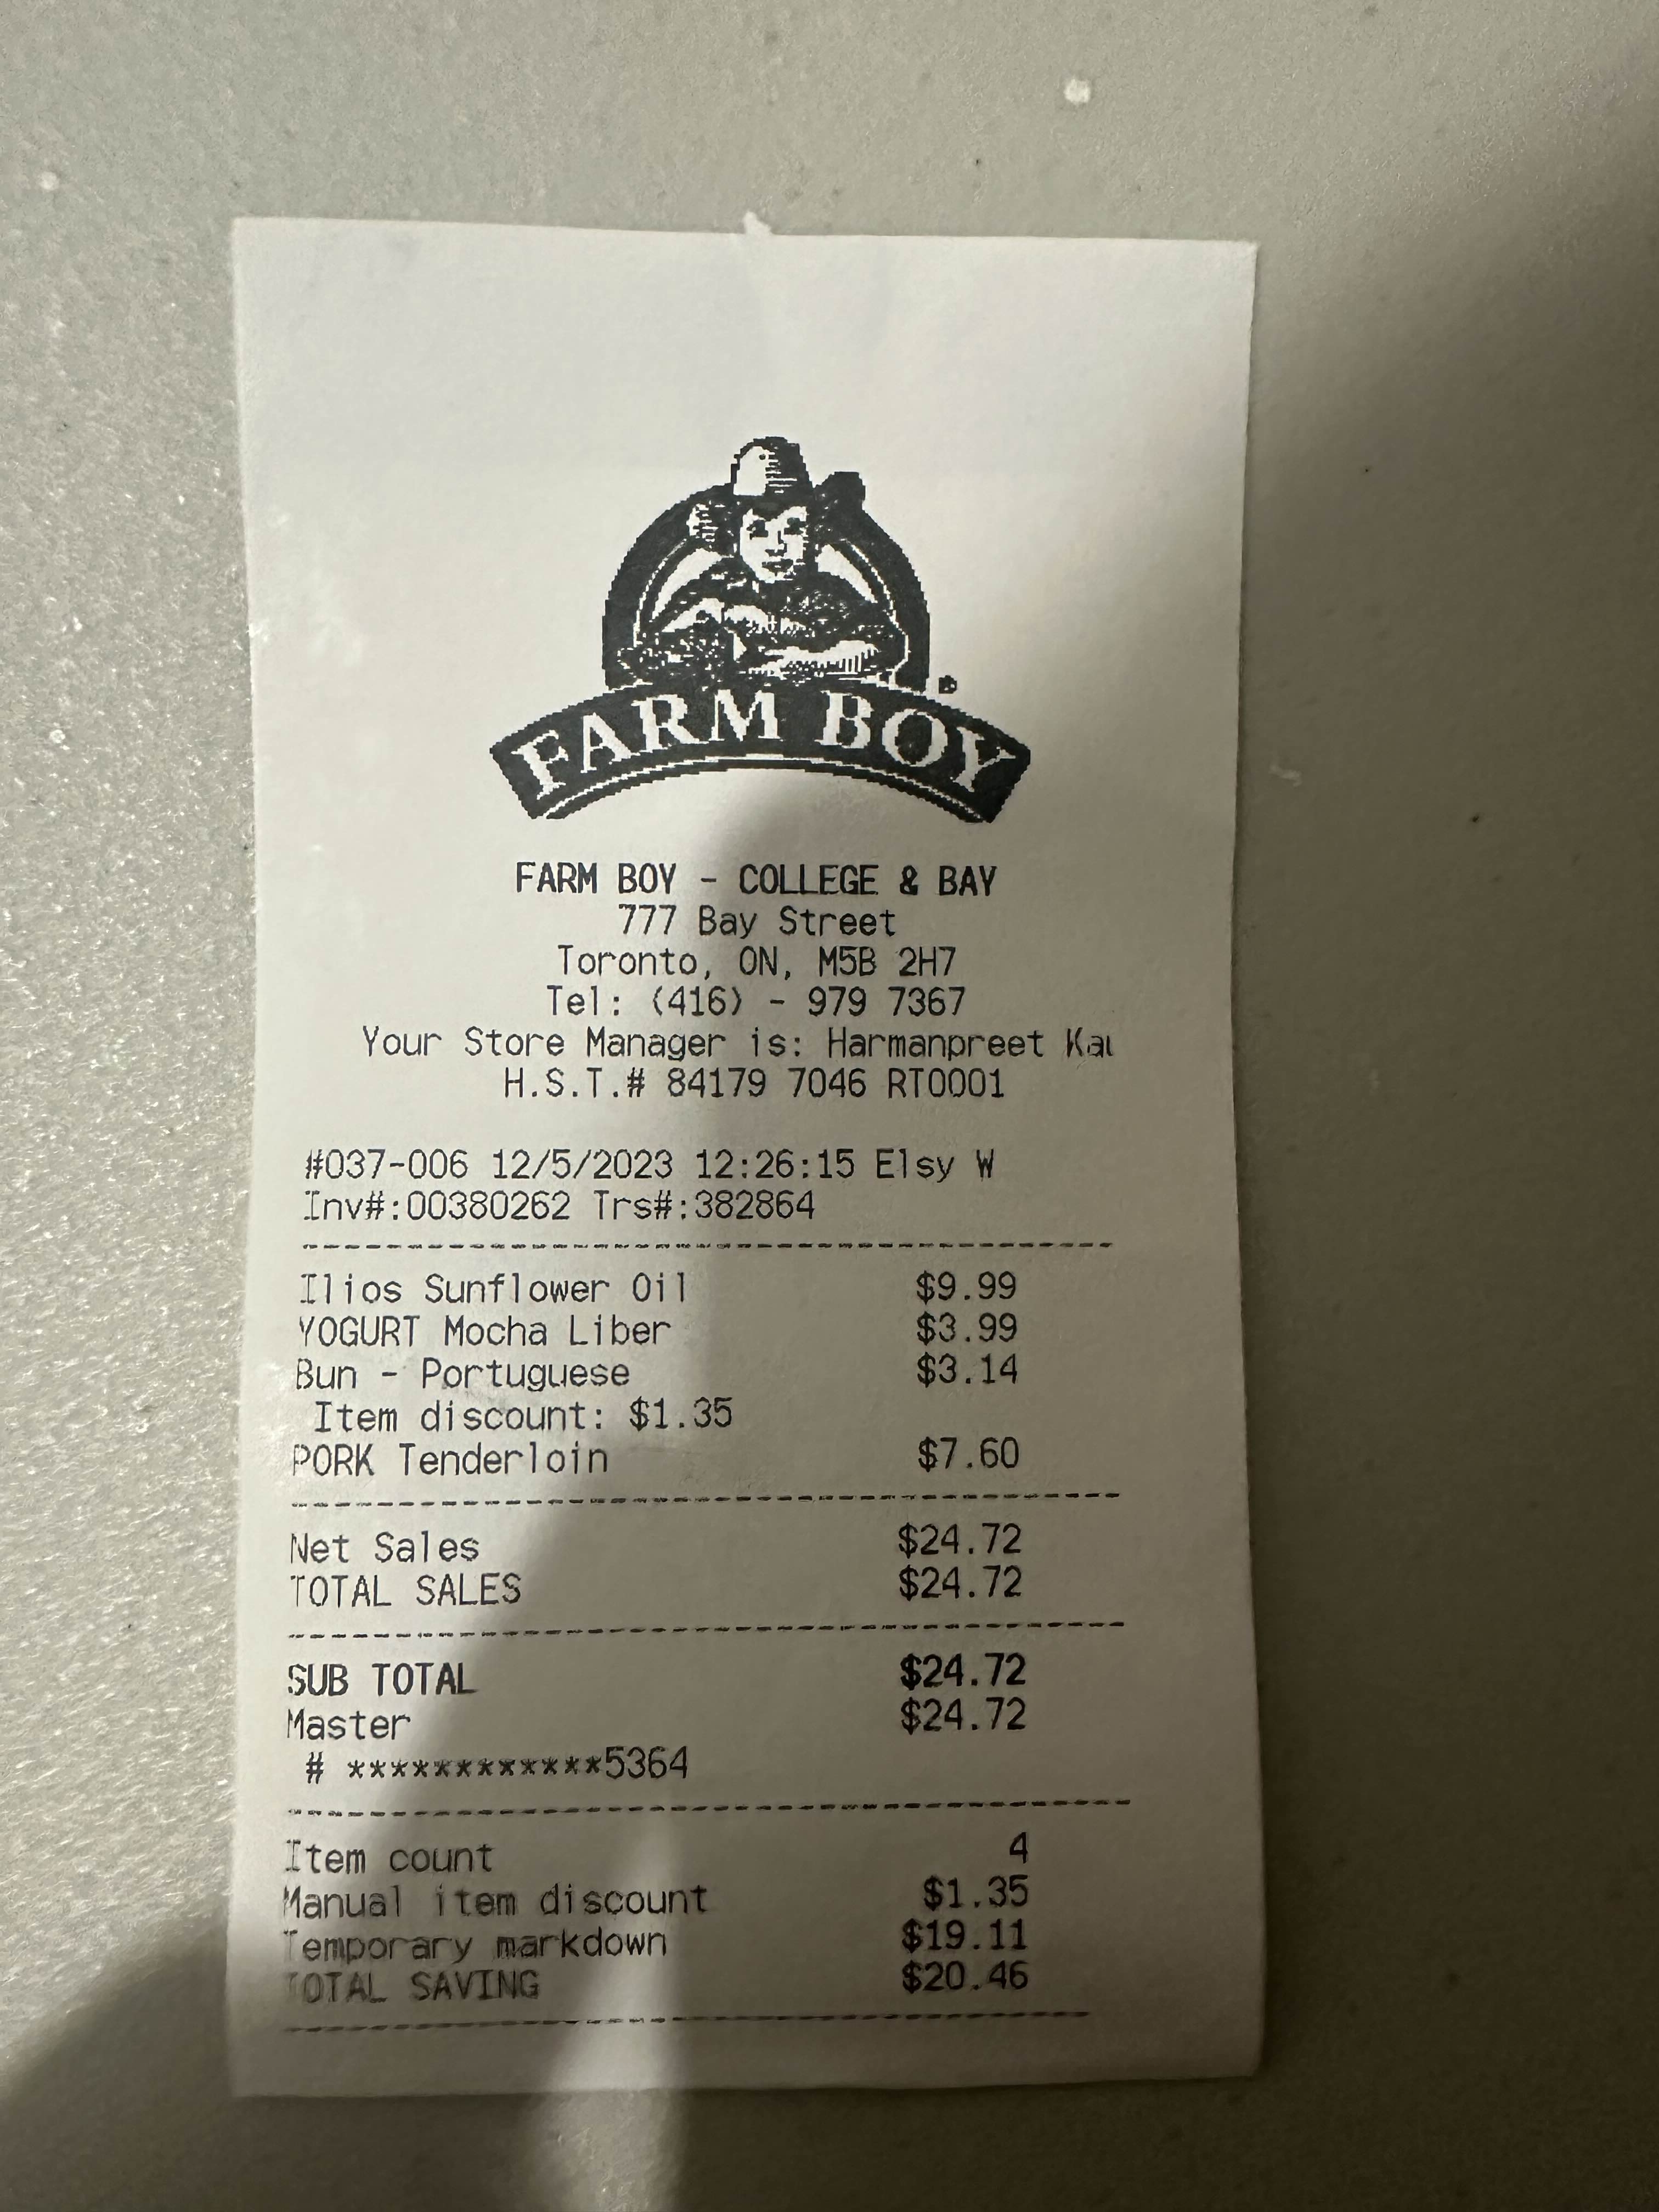 FARM BOY
FARM BOY - COLLEGE & BAY
777 Bay Street
Toronto, ON, M5B 2H7
Tel: (416) - 979 7367
Your Store Manager is: Harmanpreet
H.S.T.# 84179 7046 RT0001
#037-006 12/5/2023 12:26:15 Elsy W
Inv#:00380262 Trs#:382864
Ilios Sunflower Oil $9.99
YOGURT Mocha Liber $3.99
Bun - Portuguese $3.14
Item discount: $1.35
PORK Tenderloin $7.60
Net Sales $24.72
TOTAL SALES $24.72
SUB TOTAL $24.72
Master $24.72
# ************5364
Item count 4
Manual item discount $1.35
Temporary markdown $19.11
TOTAL SAVING $20.46